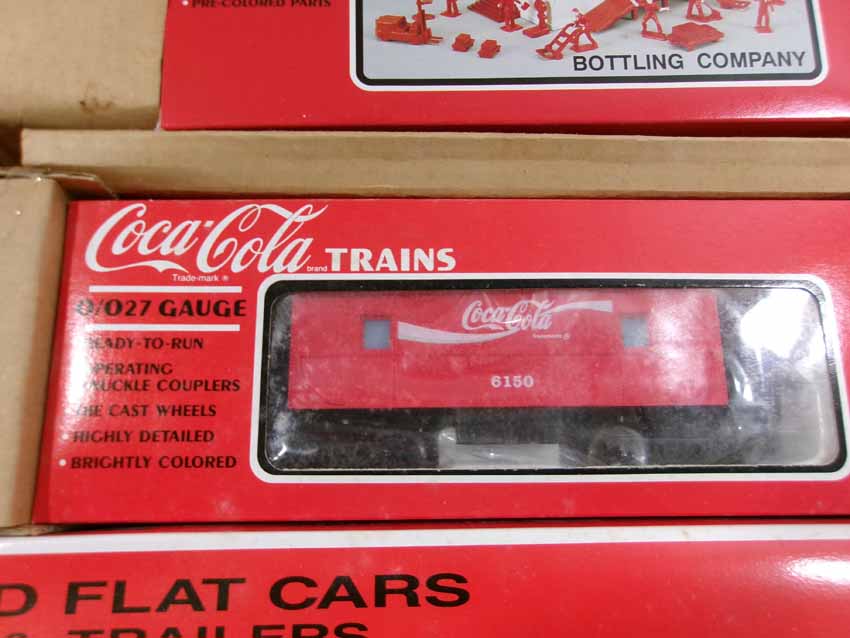 • PRE-COLORED PARTS
BOTTLING COMPANY
Coca-Cola brand TRAINS
Trade-mark ®
O/O27 GAUGE
READY-TO-RUN
OPERATING
KNUCKLE COUPLERS
DIE CAST WHEELS
• HIGHLY DETAILED
• BRIGHTLY COLORED
Coca-Cola
6150
D FLAT CARS
TRAILERS